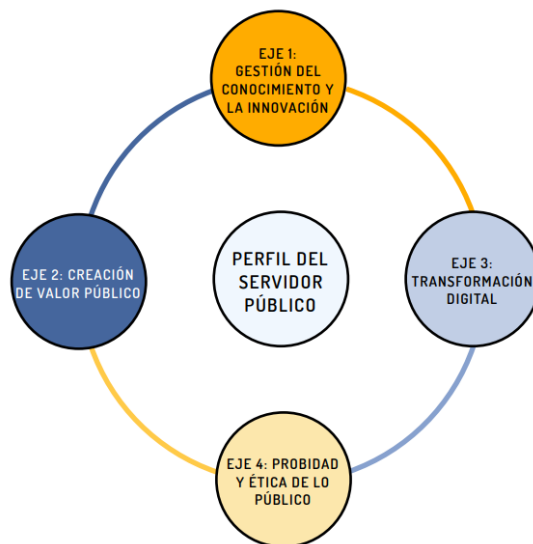 EJE 1:
GESTIÓN DEL
CONOCIMIENTO Y
LA INNOVACIÓN
EJE 2: CREACIÓN
DE VALOR PÚBLICO
PERFIL DEL
SERVIDOR
PÚBLICO
EJE 3:
TRANSFORMACIÓN
DIGITAL
EJE 4: PROBIDAD
Y ÉTICA DE LO
PÚBLICO